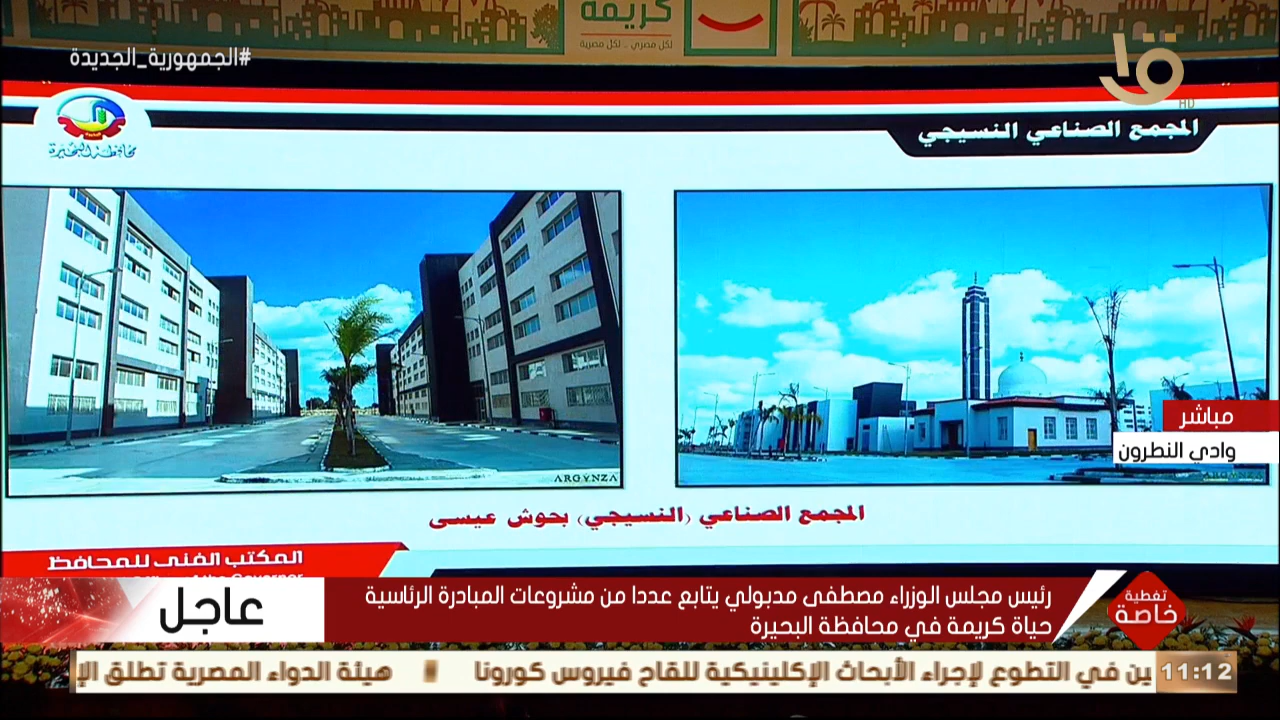 كريمة
لكل مصري .. لكل مصرية
#الجمهورية_الجديدة
HD
محافظة البحيرة
المجمع الصناعي النسيجي
ARGYNZA
مباشر
وادي النطرون
المجمع الصناعي (النسيجي) بحوش عيسى
المكتب الفنى للمحافظ
عاجل
رئيس مجلس الوزراء مصطفى مدبولي يتابع عددا من مشروعات المبادرة الرئاسية
حياة كريمة في محافظة البحيرة
تغطية
خاصة
ين في التطوع لإجراء الأبحاث الإكلينيكية للقاح فيروس كورونا
هيئة الدواء المصرية تطلق الإ
11:12